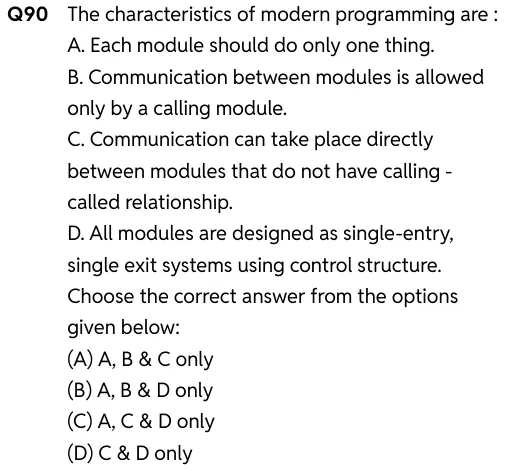 Q90 The characteristics of modern programming are :
A. Each module should do only one thing.
B. Communication between modules is allowed
only by a calling module.
C. Communication can take place directly
between modules that do not have calling -
called relationship.
D. All modules are designed as single-entry,
single exit systems using control structure.
Choose the correct answer from the options
given below:
(A) A, B & C only
(B) A, B & D only
(C) A, C & D only
(D) C & D only